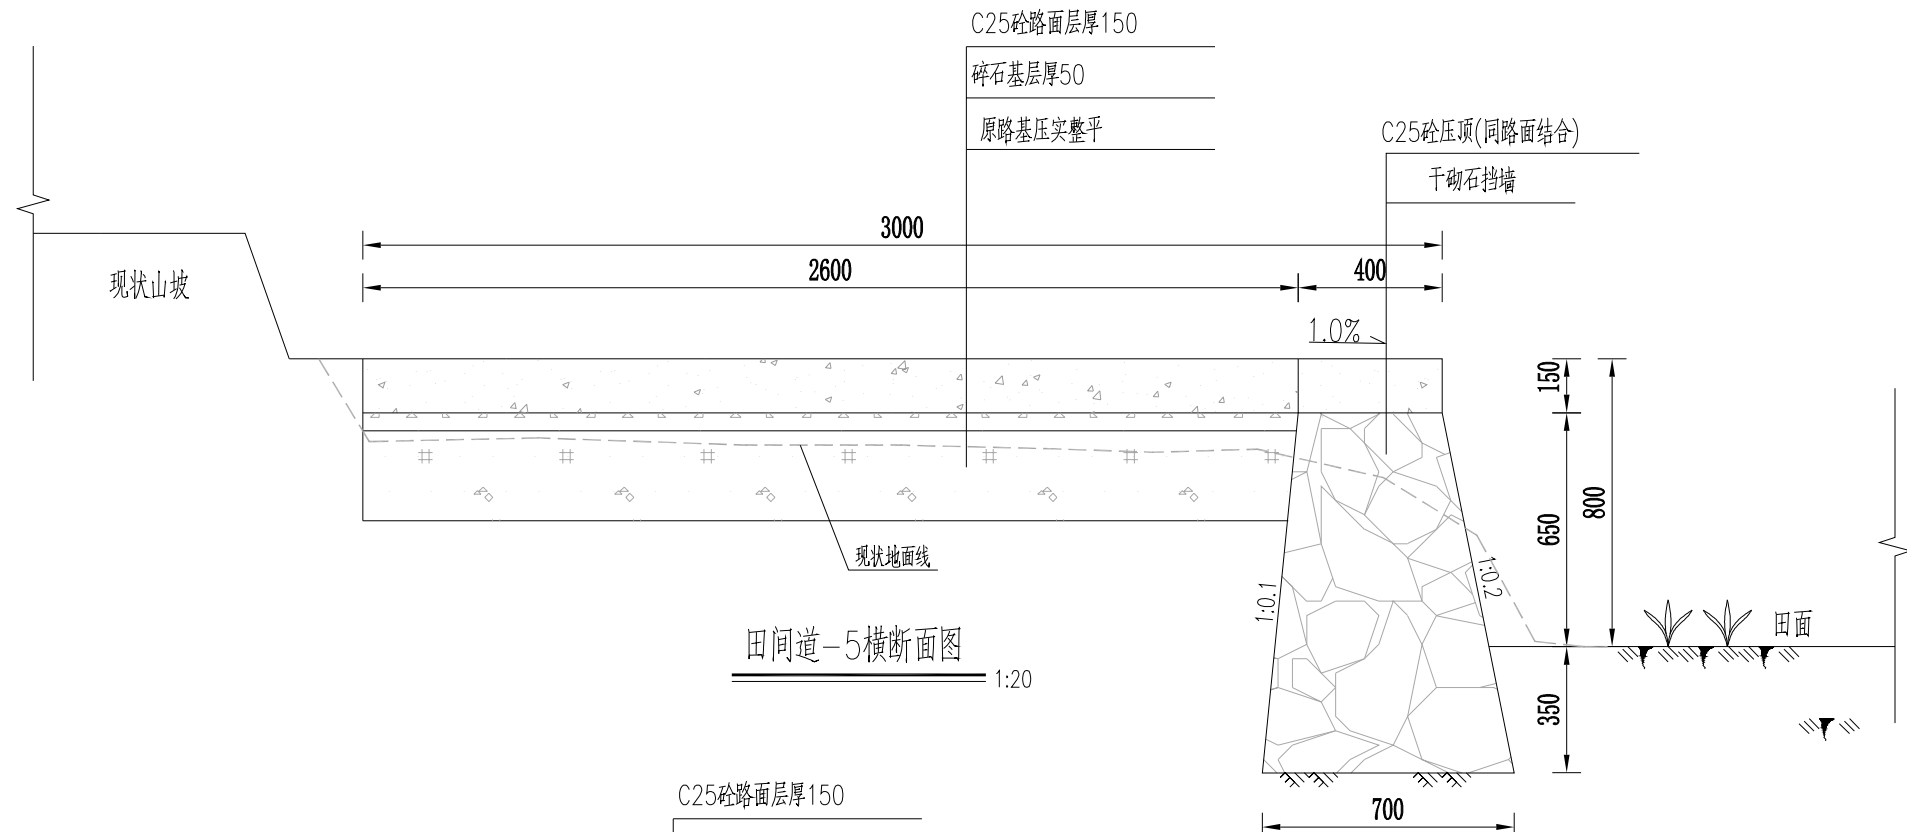 C25砼路面层厚150
碎石基层厚50
原路基压实整平
C25砼压顶(同路面结合)
干砌石挡墙
3000
2600
400
现状山坡
1.0%
150
800
650
现状地面线
1:0.1
1:0.2
田面
田间道-5横断面图
1:20
350
C25砼路面层厚150
700